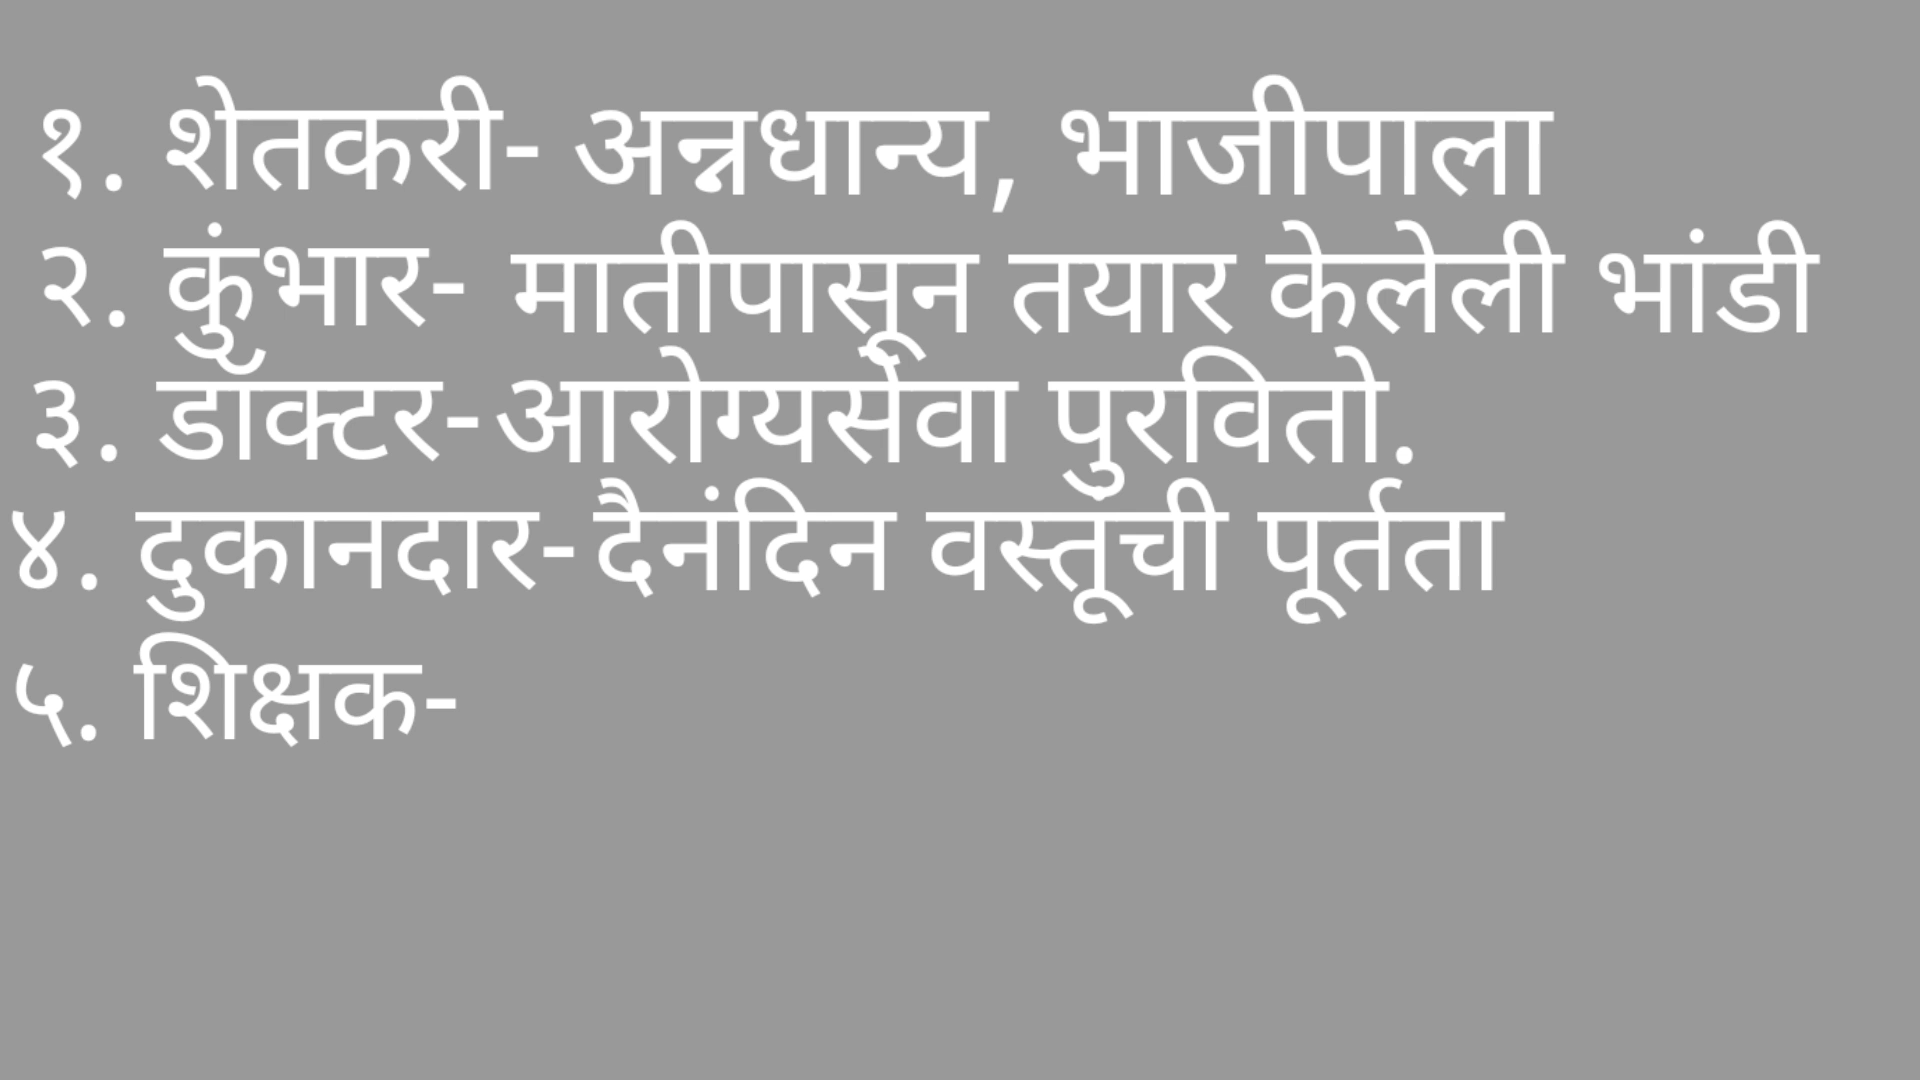 १. शेतकरी- अन्नधान्य, भाजीपाला
२. कुंभार- मातीपासून तयार केलेली भांडी
३. डॉक्टर- आरोग्यसेवा पुरवितो.
४. दुकानदार- दैनंदिन वस्तूंची पूर्तता
५. शिक्षक-